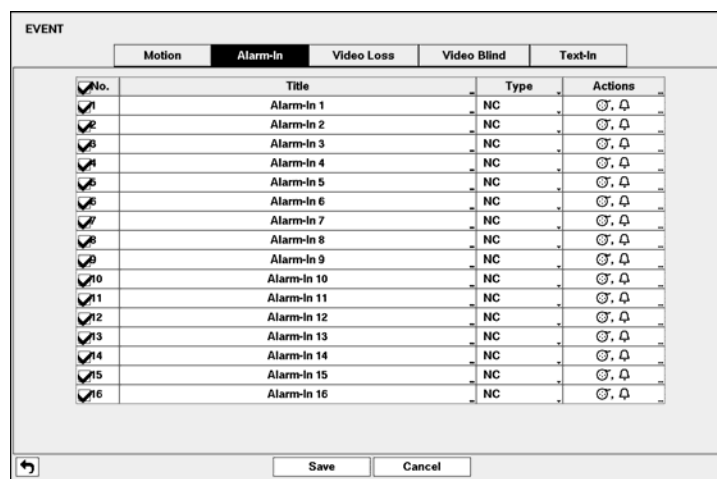 EVENT
Motion Alarm-In Video Loss Video Blind Text-In
No. Title Type Actions
1 Alarm-In 1 NC ,
2 Alarm-In 2 NC ,
3 Alarm-In 3 NC ,
4 Alarm-In 4 NC ,
5 Alarm-In 5 NC ,
6 Alarm-In 6 NC ,
7 Alarm-In 7 NC ,
8 Alarm-In 8 NC ,
9 Alarm-In 9 NC ,
10 Alarm-In 10 NC ,
11 Alarm-In 11 NC ,
12 Alarm-In 12 NC ,
13 Alarm-In 13 NC ,
14 Alarm-In 14 NC ,
15 Alarm-In 15 NC ,
16 Alarm-In 16 NC ,
Save Cancel